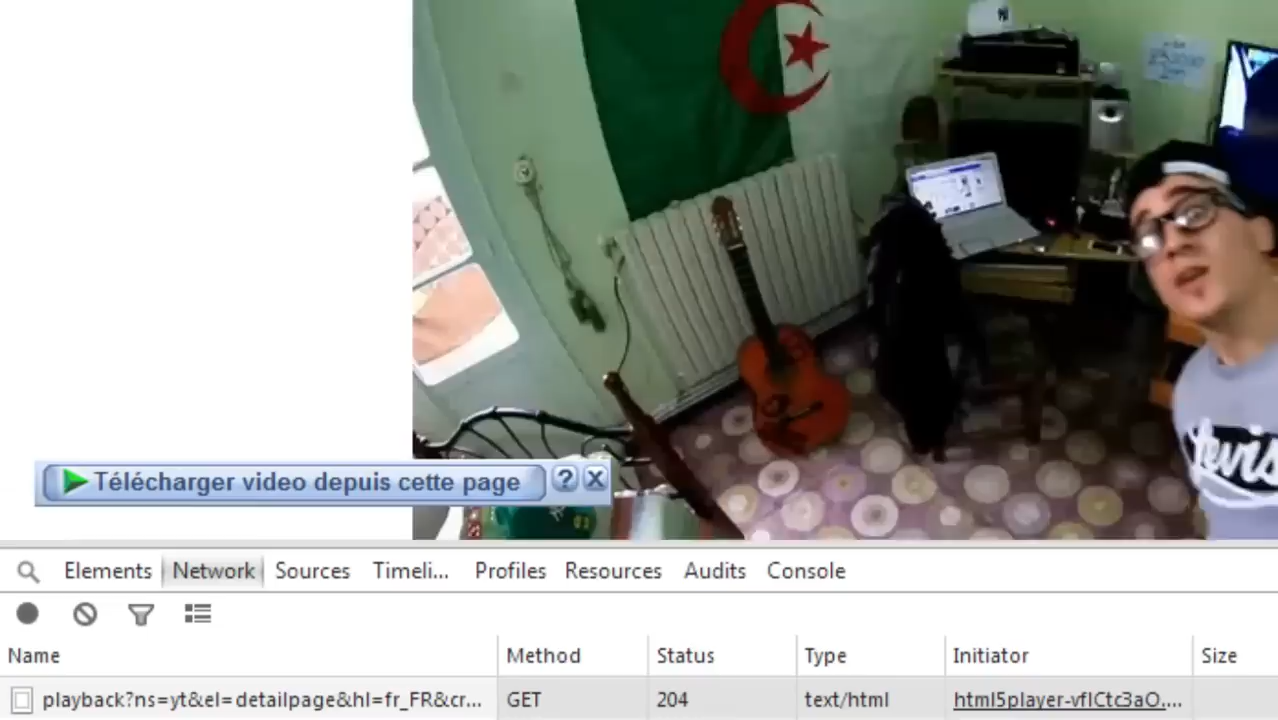 Levis
Télécharger video depuis cette page ? X
Elements Network Sources Timeli... Profiles Resources Audits Console
Name Method Status Type Initiator Size
playback?ns=yt&el=detailpage&hl=fr_FR&cr... GET 204 text/html html5player-vflCtc3aO....